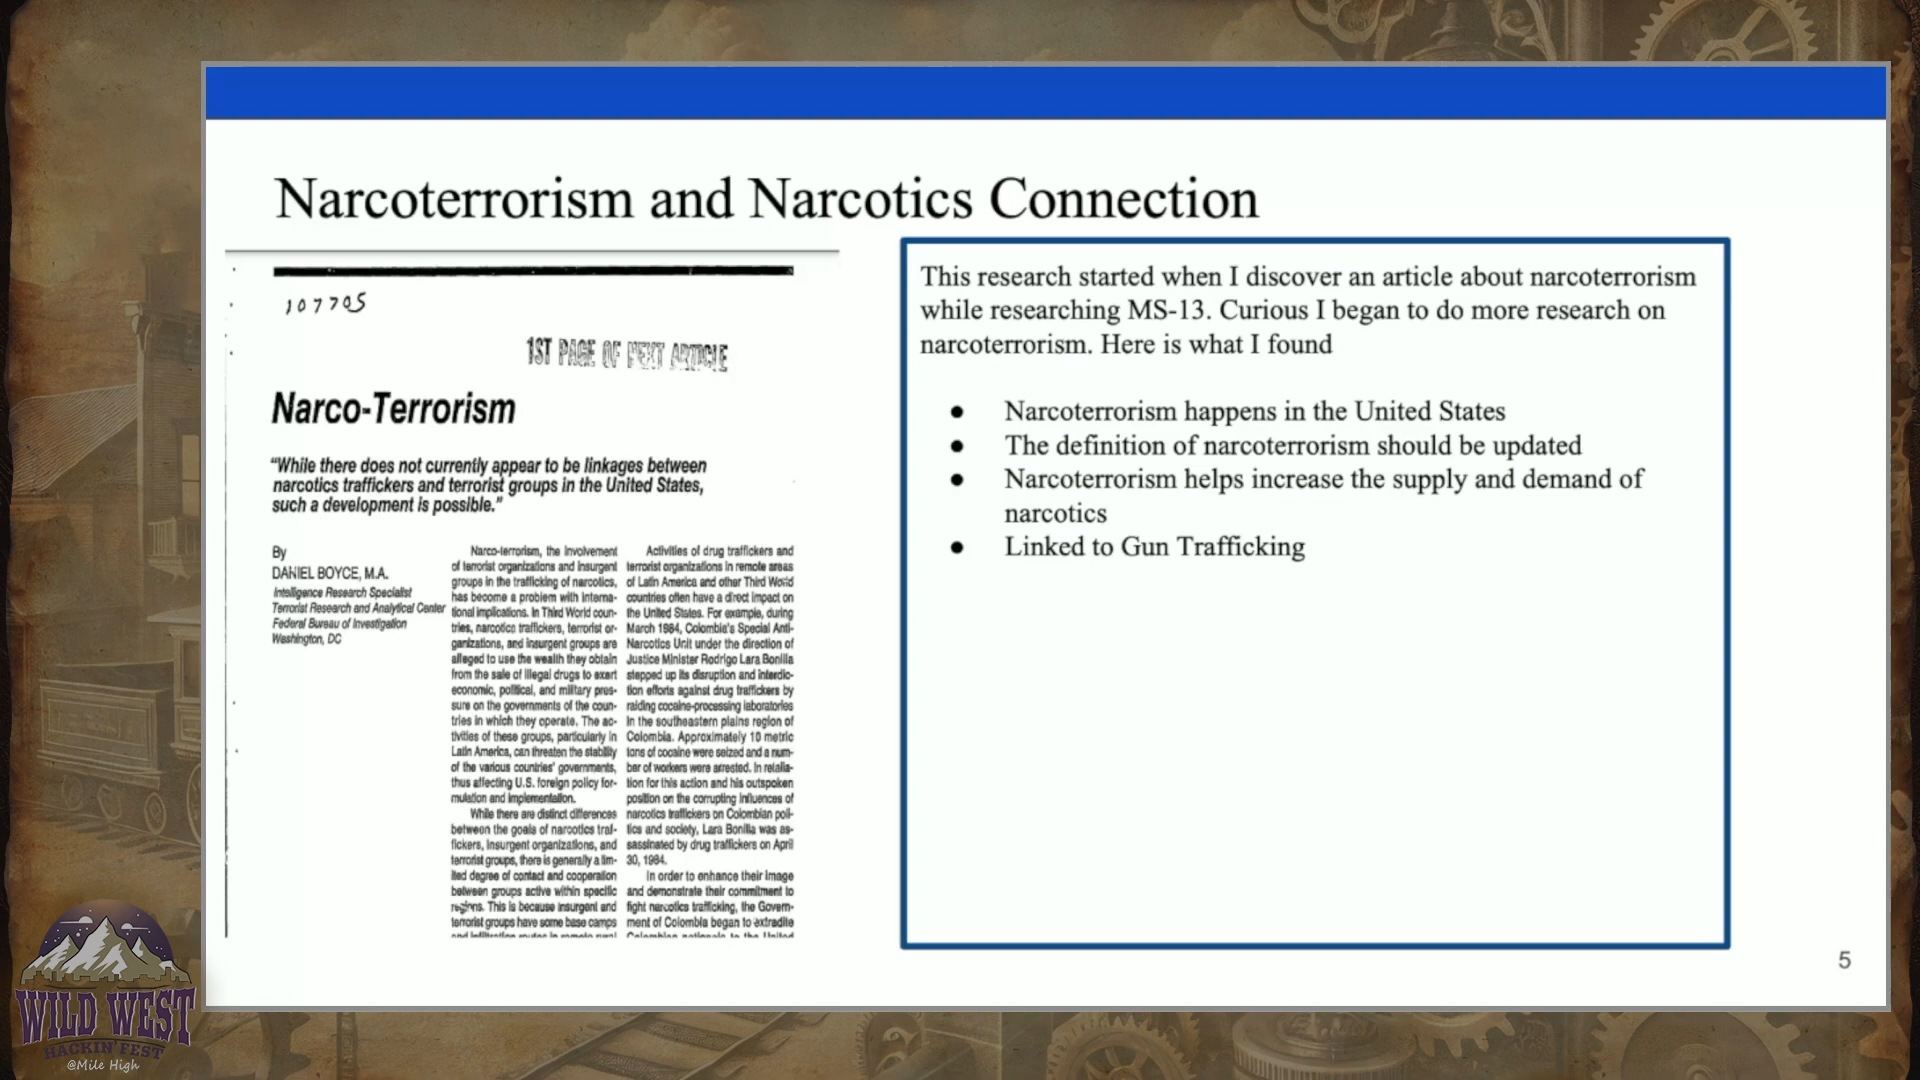 Narcoterrorism and Narcotics Connection
107705
1ST PAGE OF NEXT ARTICLE
Narco-Terrorism
“While there does not currently appear to be linkages between
narcotics traffickers and terrorist groups in the United States,
such a development is possible.”
By
DANIEL BOYCE, M.A.
Intelligence Research Specialist
Terrorist Research and Analytical Center
Federal Bureau of Investigation
Washington, DC
Narco-terrorism, the involvement
of terrorist organizations and insurgent
groups in the trafficking of narcotics,
has become a problem with interna-
tional implications. In Third World coun-
tries, narcotics traffickers, terrorist or-
ganizations, and insurgent groups are
alleged to use the wealth they obtain
from the sale of illegal drugs to exert
economic, political, and military pres-
sure on the governments of the coun-
tries in which they operate. The ac-
tivities of these groups, particularly in
Latin America, can threaten the stability
of the various countries' governments,
thus affecting U.S. foreign policy for-
mulation and implementation.
While there are distinct differences
between the goals of narcotics traf-
fickers, insurgent organizations, and
terrorist groups, there is generally a lim-
ited degree of contact and cooperation
between groups active within specific
regions. This is because insurgent and
terrorist groups have some base camps
and infiltration routes in remote rural
Activities of drug traffickers and
terrorist organizations in remote areas
of Latin America and other Third World
countries often have a direct impact on
the United States. For example, during
March 1984, Colombia's Special Anti-
Narcotics Unit under the direction of
Justice Minister Rodrigo Lara Bonilla
stepped up its disruption and interdic-
tion efforts against drug traffickers by
raiding cocaine-processing laboratories
in the southeastern plains region of
Colombia. Approximately 10 metric
tons of cocaine were seized and a num-
ber of workers were arrested. In retalia-
tion for this action and his outspoken
position on the corrupting influences of
narcotics traffickers on Colombian poli-
tics and society, Lara Bonilla was as-
sassinated by drug traffickers on April
30, 1984.
In order to enhance their image
and demonstrate their commitment to
fight narcotics trafficking, the Govern-
ment of Colombia began to extradite
Colombian nationals to the United
This research started when I discover an article about narcoterrorism
while researching MS-13. Curious I began to do more research on
narcoterrorism. Here is what I found
● Narcoterrorism happens in the United States
● The definition of narcoterrorism should be updated
● Narcoterrorism helps increase the supply and demand of
narcotics
● Linked to Gun Trafficking
5
WILD WEST
HACKIN' FEST
@Mile High